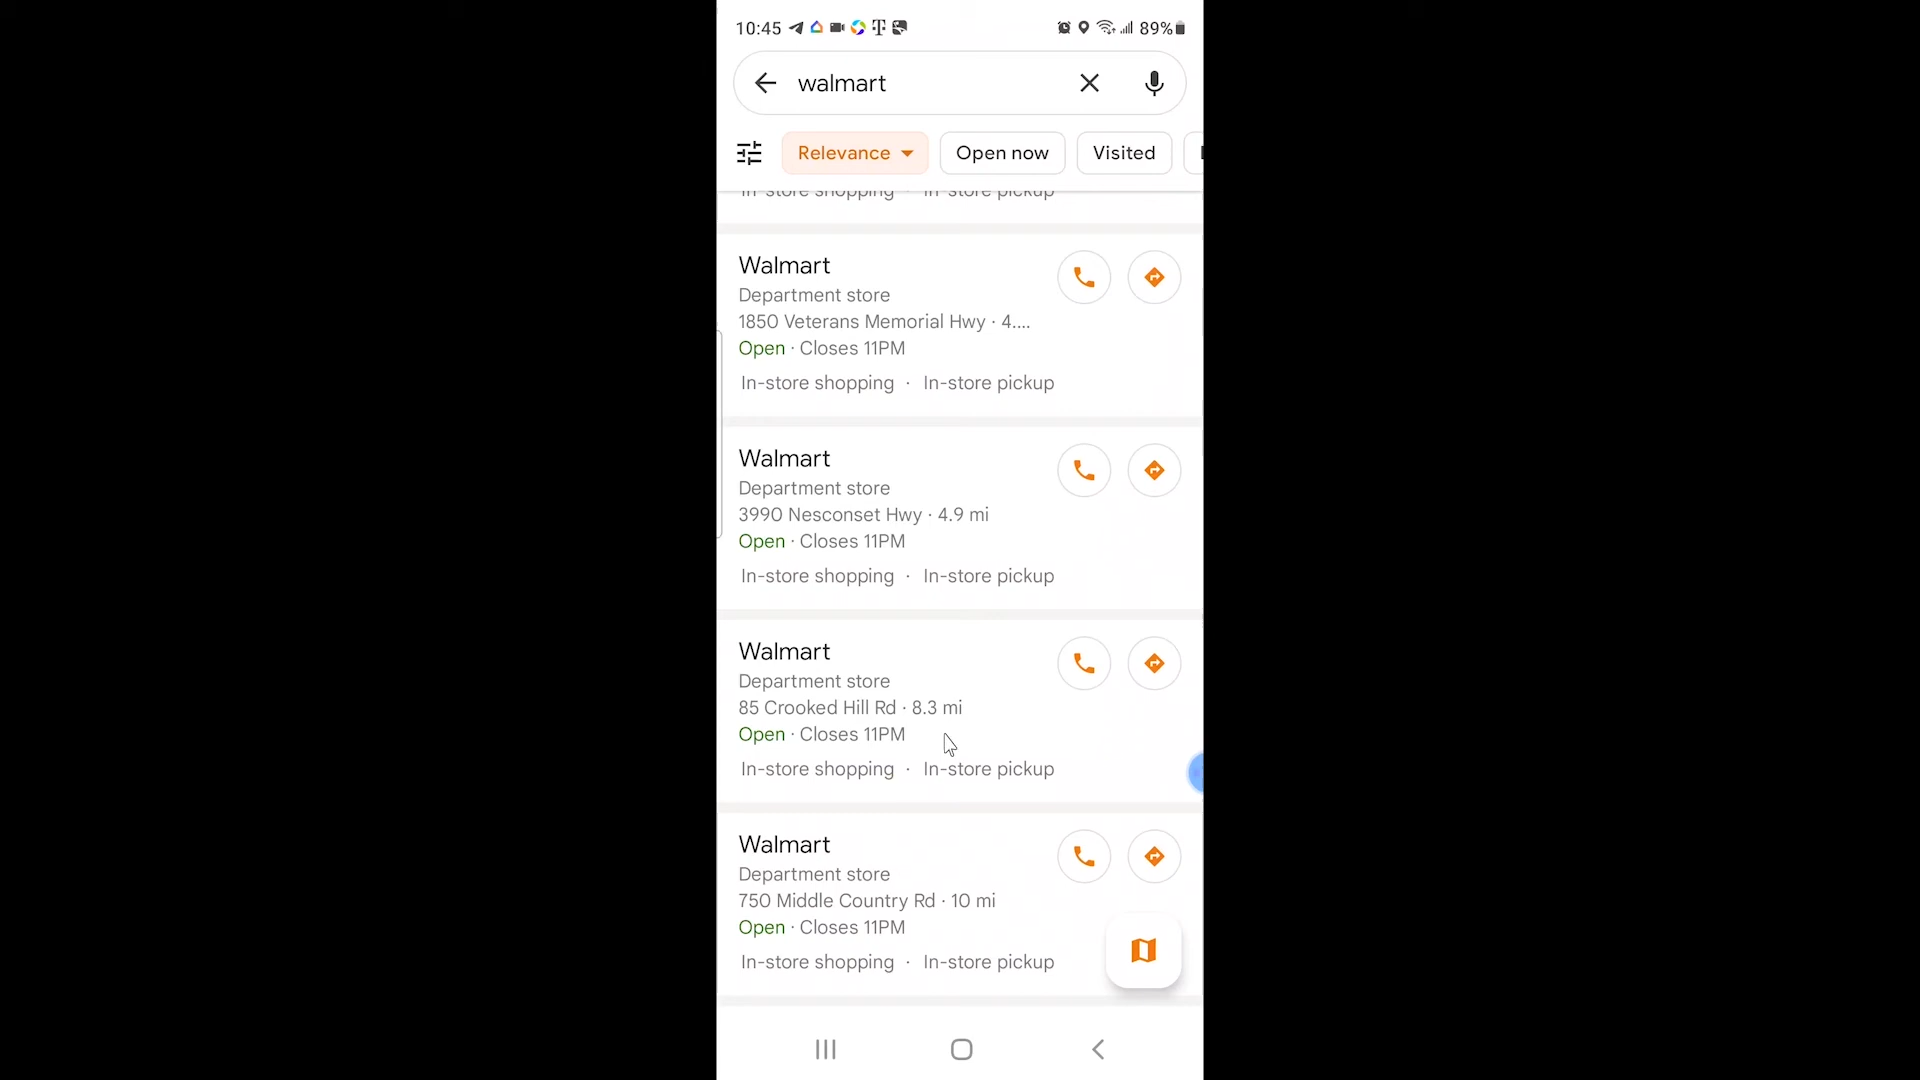 10:45 89%
walmart
Relevance Open now Visited
In-store shopping · In-store pickup
Walmart
Department store
1850 Veterans Memorial Hwy · 4....
Open · Closes 11PM
In-store shopping · In-store pickup
Walmart
Department store
3990 Nesconset Hwy · 4.9 mi
Open · Closes 11PM
In-store shopping · In-store pickup
Walmart
Department store
85 Crooked Hill Rd · 8.3 mi
Open · Closes 11PM
In-store shopping · In-store pickup
Walmart
Department store
750 Middle Country Rd · 10 mi
Open · Closes 11PM
In-store shopping · In-store pickup